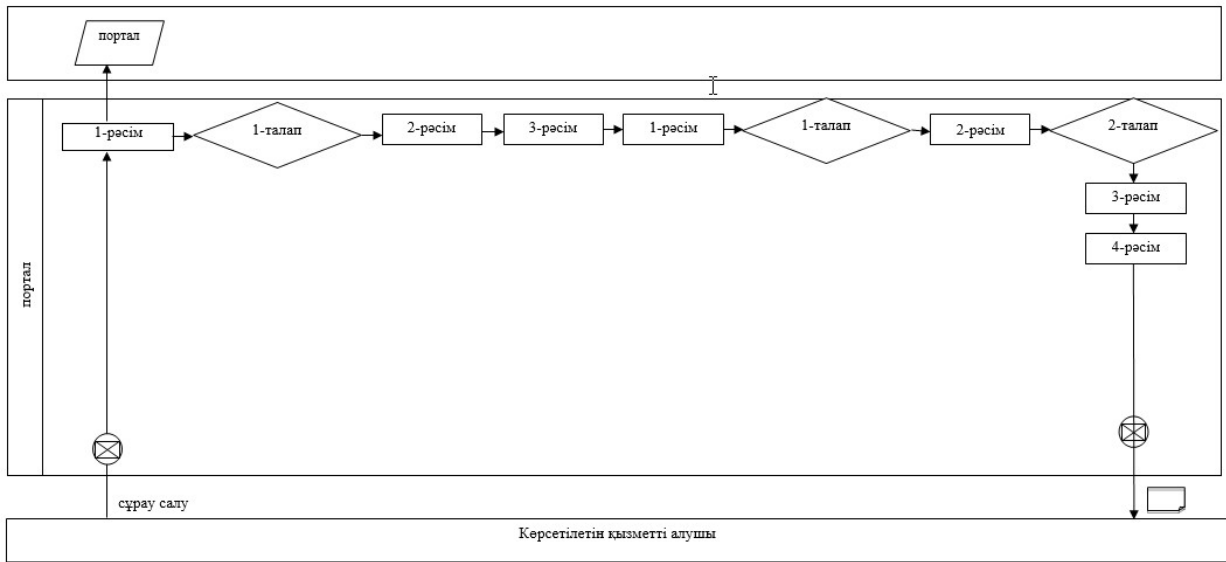 портал
1-рәсім
1-талап
2-рәсім
3-рәсім
1-рәсім
1-талап
2-рәсім
2-талап
3-рәсім
4-рәсім
портал
сұрау салу
Көрсетілетін қызметті алушы